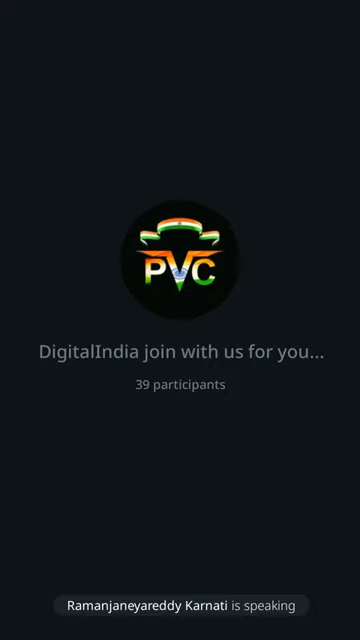 PVC
DigitalIndia join with us for you...
39 participants
Ramanjaneyareddy Karnati is speaking